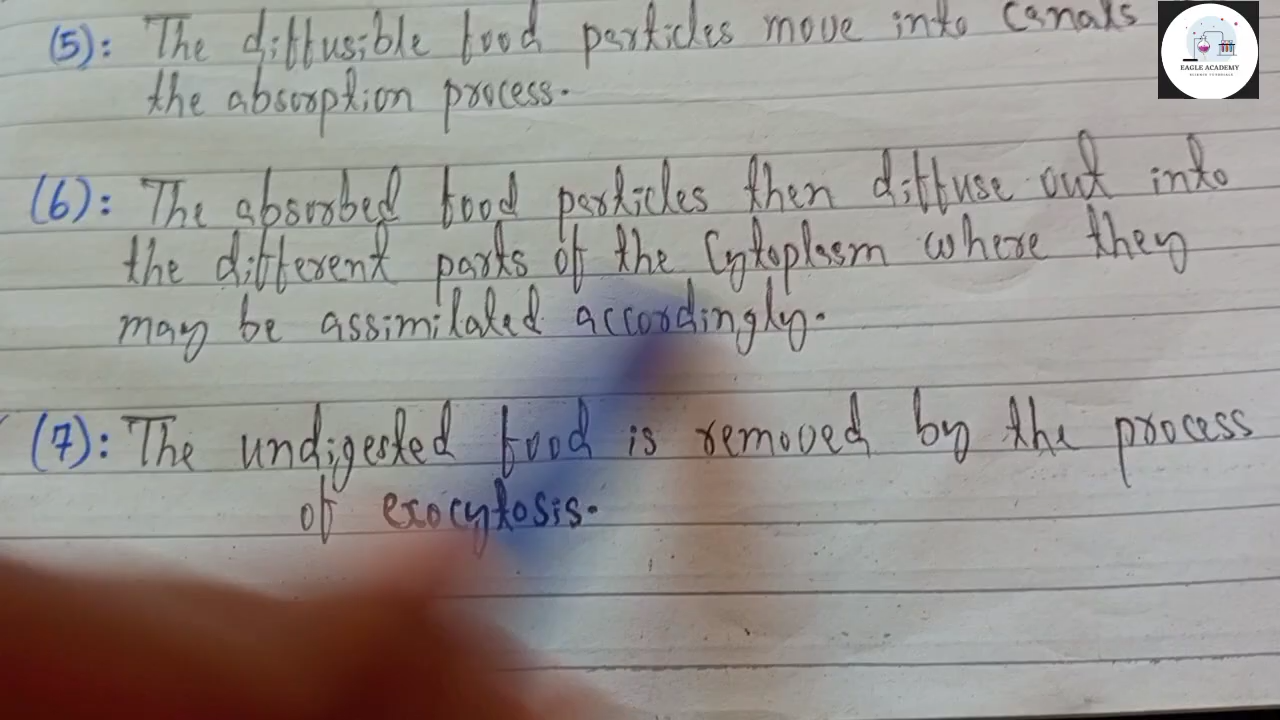 (5): The diffusible food particles move into canals
the absorption process.
(6): The absorbed food particles then diffuse out into
the different parts of the Cytoplasm where they
may be assimilated accordingly.
(7): The undigested food is removed by the process
of exocytosis.
EAGLE ACADEMY
SCIENCE TUTORIALS